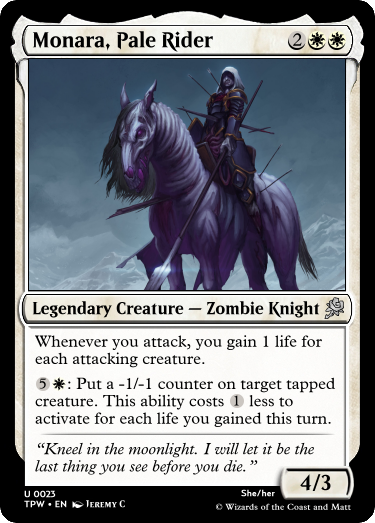 Monara, Pale Rider 2
Legendary Creature — Zombie Knight
Whenever you attack, you gain 1 life for
each attacking creature.
5 : Put a -1/-1 counter on target tapped
creature. This ability costs 1 less to
activate for each life you gained this turn.
“Kneel in the moonlight. I will let it be the
last thing you see before you die.”
4/3
U 0023 She/her
TPW • EN Jeremy C © Wizards of the Coast and Matt